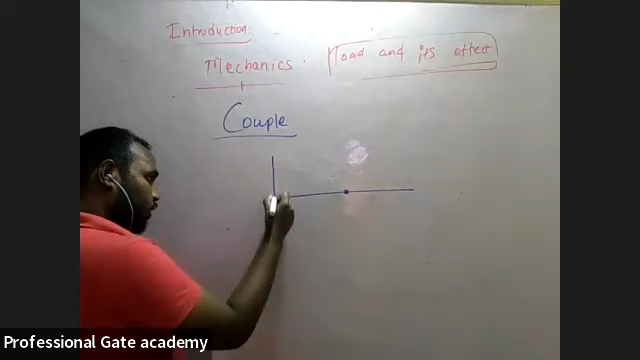 Introduction.
Mechanics. load and its effect
Couple
Professional Gate academy